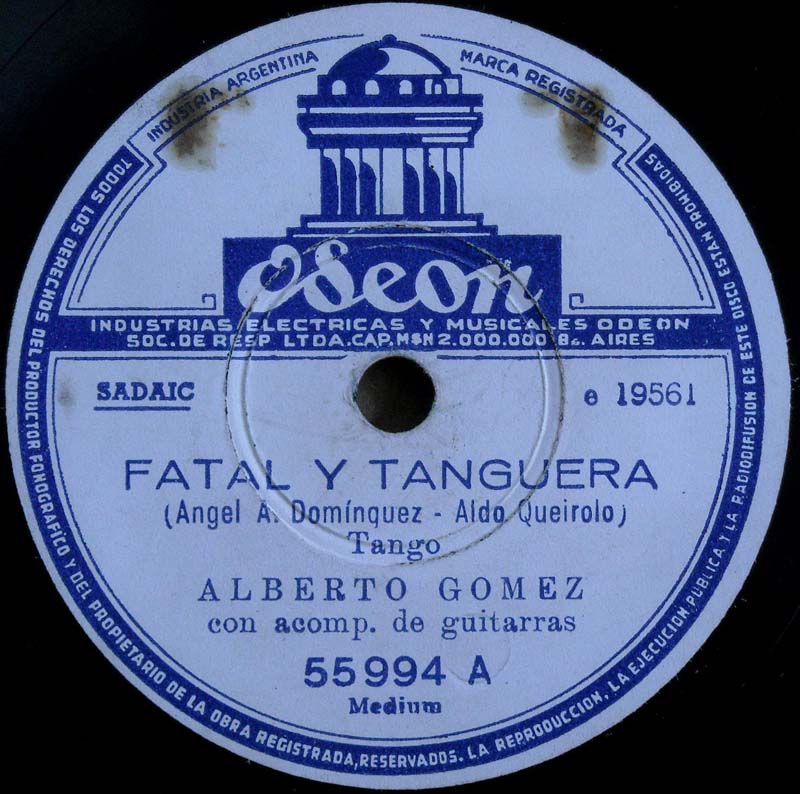 INDUSTRIA ARGENTINA
MARCA REGISTRADA
Odeon
INDUSTRIAS ELECTRICAS Y MUSICALES ODEON
SOC. DE RESP LTDA. CAP. M$N 2.000.000 Bs. AIRES
SADAIC
e 19561
FATAL Y TANGUERA
(Angel A. Domínquez - Aldo Queirolo)
Tango
ALBERTO GOMEZ
con acomp. de guitarras
55994 A
Medium
TODOS LOS DERECHOS DEL PRODUCTOR FONOGRAFICO Y DEL PROPIETARIO DE LA OBRA REGISTRADA, RESERVADOS. LA REPRODUCCION, LA EJECUCION PUBLICA Y LA RADIODIFUSION DE ESTE DISCO ESTAN PROHIBIDAS